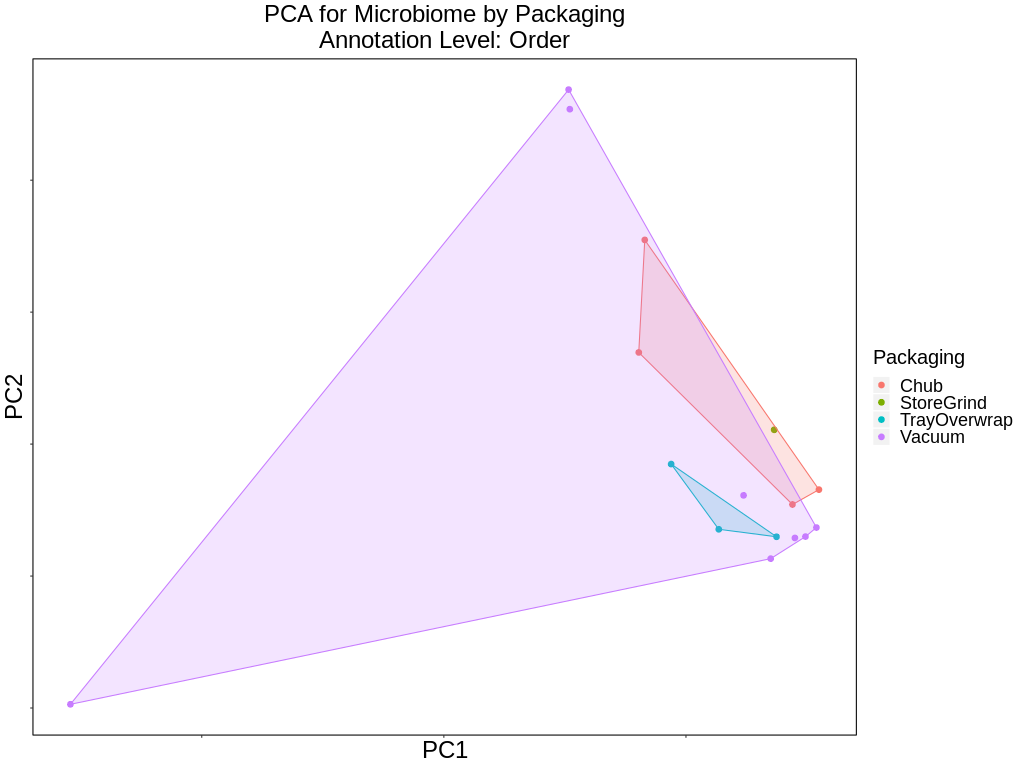 PCA for Microbiome by Packaging
Annotation Level: Order
PC2
PC1
Packaging
Chub
StoreGrind
TrayOverwrap
Vacuum